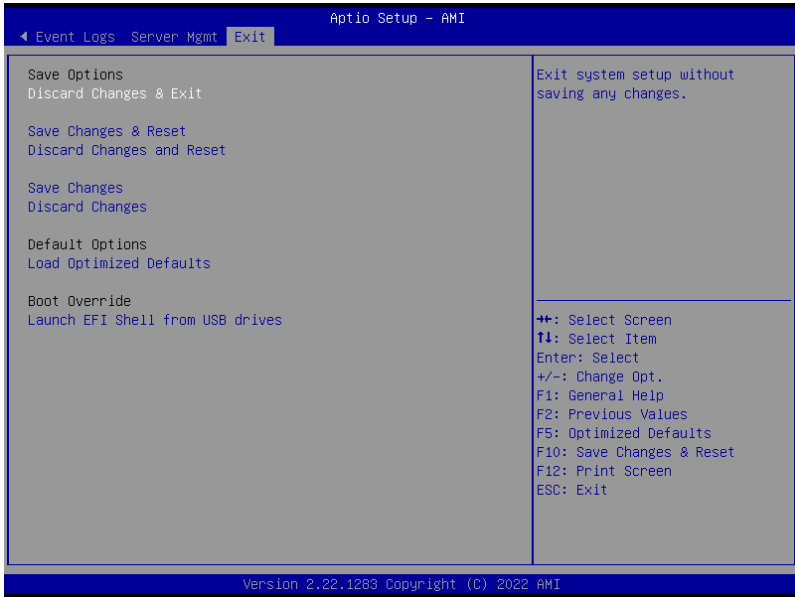 Aptio Setup – AMI
◄ Event Logs Server Mgmt Exit
Save Options
Discard Changes & Exit
Save Changes & Reset
Discard Changes and Reset
Save Changes
Discard Changes
Default Options
Load Optimized Defaults
Boot Override
Launch EFI Shell from USB drives
Exit system setup without
saving any changes.
→←: Select Screen
↑↓: Select Item
Enter: Select
+/-: Change Opt.
F1: General Help
F2: Previous Values
F5: Optimized Defaults
F10: Save Changes & Reset
F12: Print Screen
ESC: Exit
Version 2.22.1283 Copyright (C) 2022 AMI